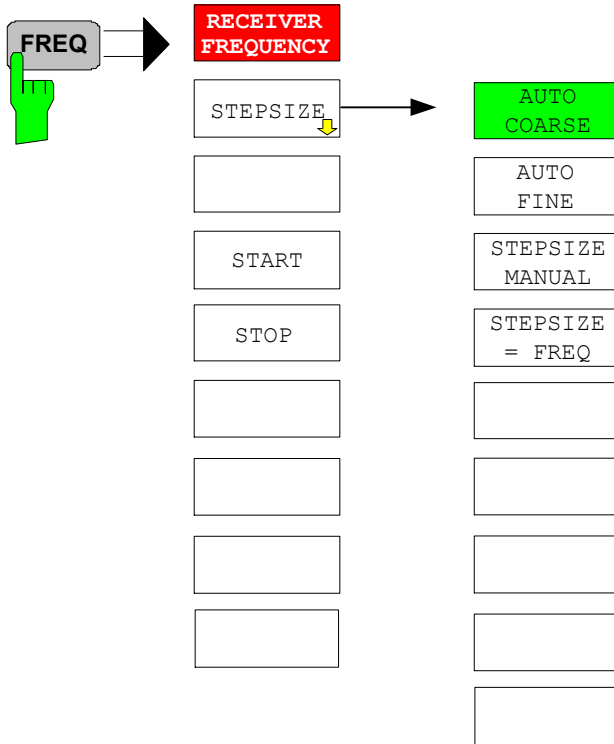 FREQ
RECEIVER
FREQUENCY
STEPSIZE
START
STOP
AUTO
COARSE
AUTO
FINE
STEPSIZE
MANUAL
STEPSIZE
= FREQ